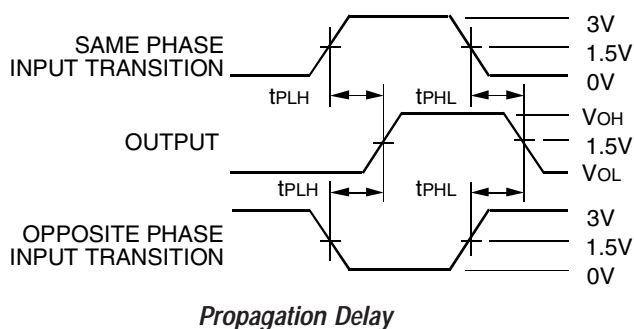 3V
SAME PHASE
INPUT TRANSITION
1.5V
0V
tPLH
tPHL
OUTPUT
VOH
1.5V
VOL
tPLH
tPHL
OPPOSITE PHASE
INPUT TRANSITION
3V
1.5V
0V
Propagation Delay